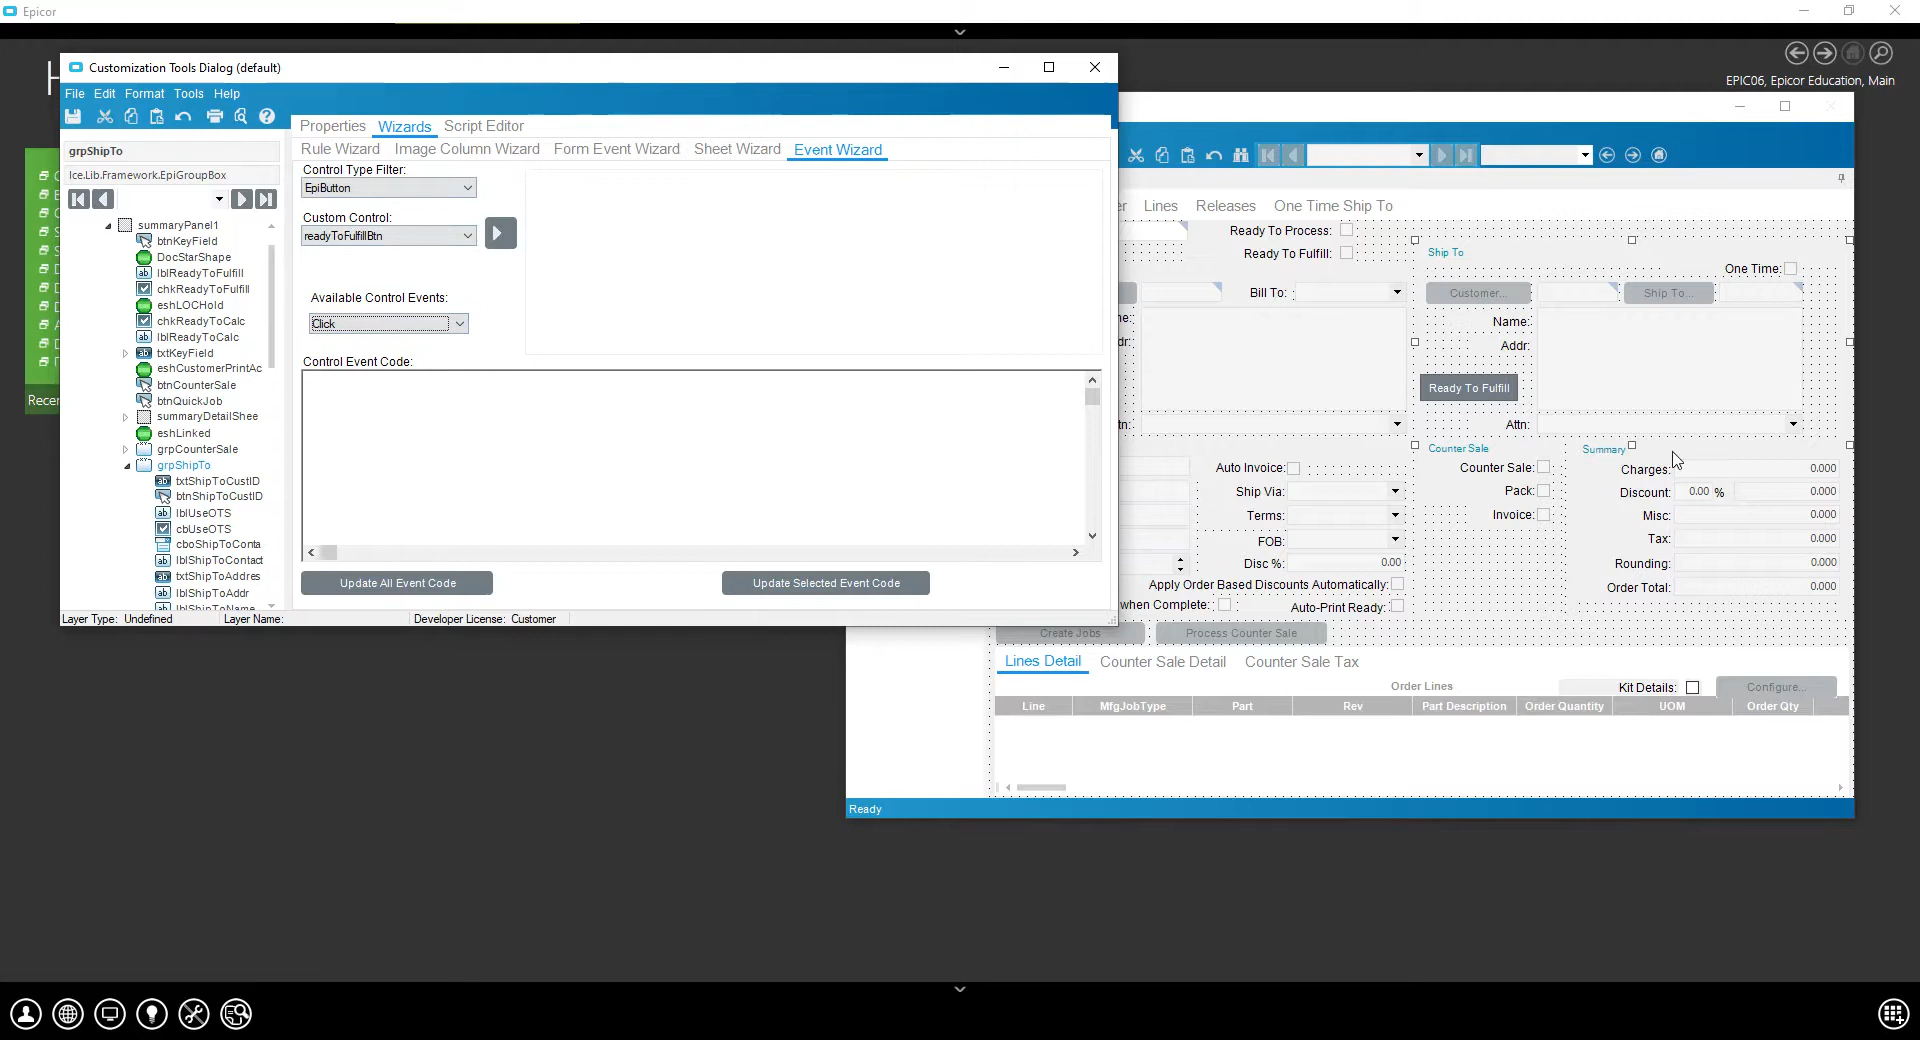 Epicor
EPIC06, Epicor Education, Main
Customization Tools Dialog (default)
File Edit Format Tools Help
Properties Wizards Script Editor
grpShipTo
Ice.Lib.Framework.EpiGroupBox
Rule Wizard Image Column Wizard Form Event Wizard Sheet Wizard Event Wizard
Control Type Filter:
EpiButton
Custom Control:
readyToFulfillBtn
Available Control Events:
Click
Control Event Code:
Update All Event Code Update Selected Event Code
summaryPanel1
btnKeyField
DocStarShape
lblReadyToFulfill
chkReadyToFulfill
eshLOCHold
chkReadyToCalc
lblReadyToCalc
txtKeyField
eshCustomerPrintAc
btnCounterSale
btnQuickJob
summaryDetailShee
eshLinked
grpCounterSale
grpShipTo
txtShipToCustID
btnShipToCustID
lblUseOTS
cbUseOTS
cboShipToConta
lblShipToContact
txtShipToAddres
lblShipToAddr
lblShipToName
Layer Type: Undefined Layer Name: Developer License: Customer
Recen
Lines Releases One Time Ship To
Ready To Process:
Ready To Fulfill:
Ship To
One Time:
Bill To: Customer... Ship To...
Name:
Addr:
Ready To Fulfill
Attn:
Counter Sale Summary
Auto Invoice: Counter Sale: Charges: 0.000
Ship Via: Pack: Discount: 0.00 % 0.000
Terms: Invoice: Misc: 0.000
FOB: Tax: 0.000
Disc %: 0.00 Rounding: 0.000
Apply Order Based Discounts Automatically: Order Total: 0.000
when Complete: Auto-Print Ready:
Create Jobs Process Counter Sale
Lines Detail Counter Sale Detail Counter Sale Tax
Order Lines Kit Details: Configure...
Line MfgJobType Part Rev Part Description Order Quantity UOM Order Qty
Ready